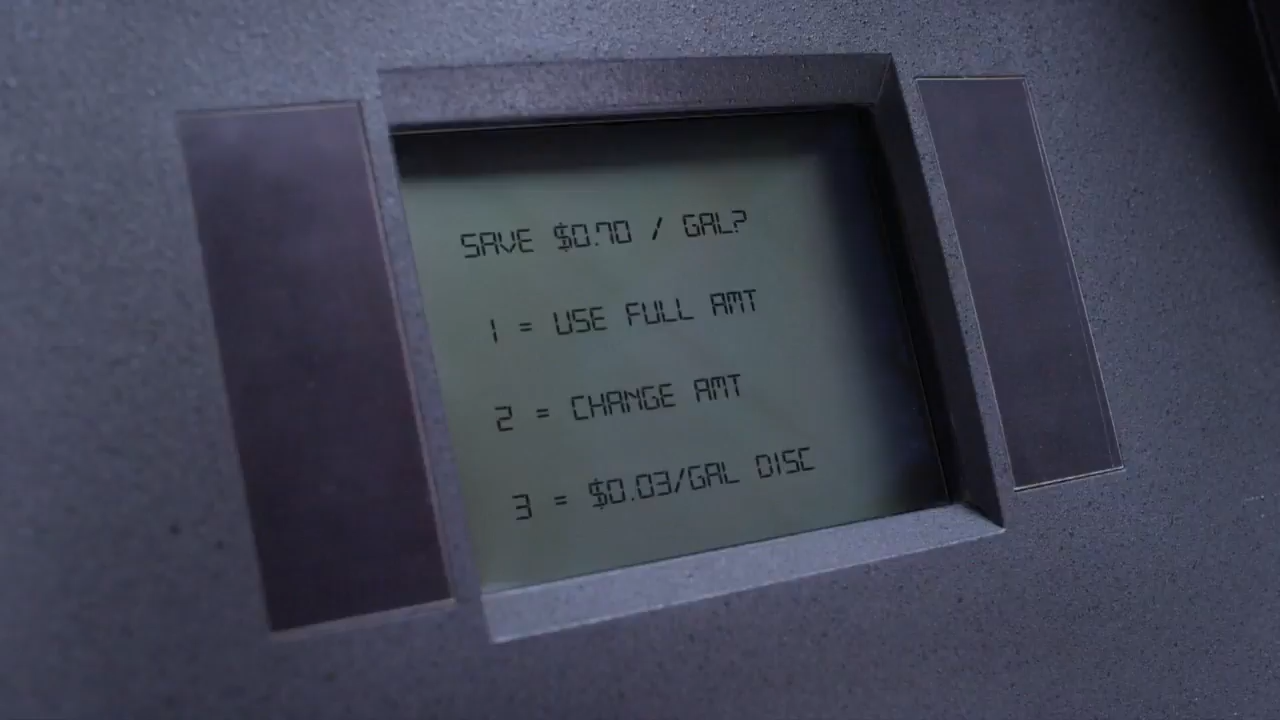 SAVE $0.70 / GAL?
1 = USE FULL AMT
2 = CHANGE AMT
3 = $0.03/GAL DISC